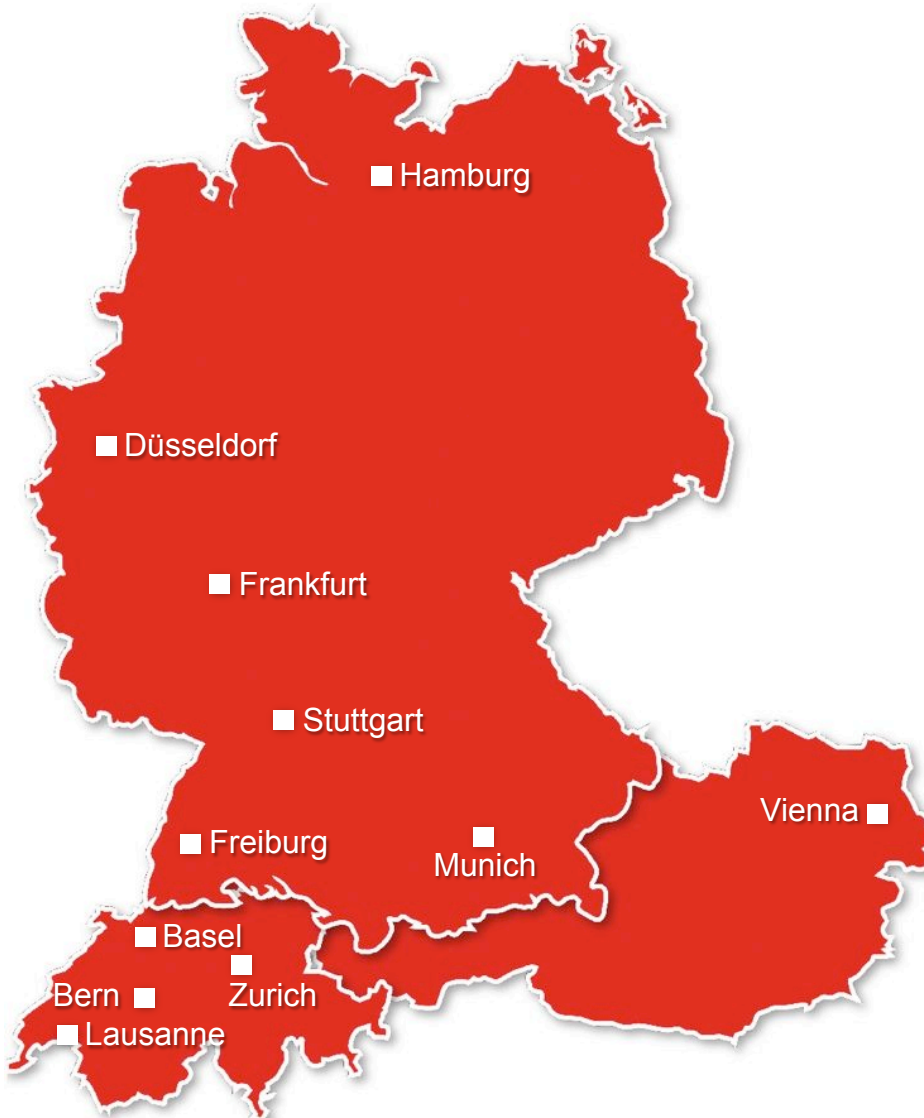 Hamburg
Düsseldorf
Frankfurt
Stuttgart
Vienna
Freiburg
Munich
Basel
Bern
Zurich
Lausanne